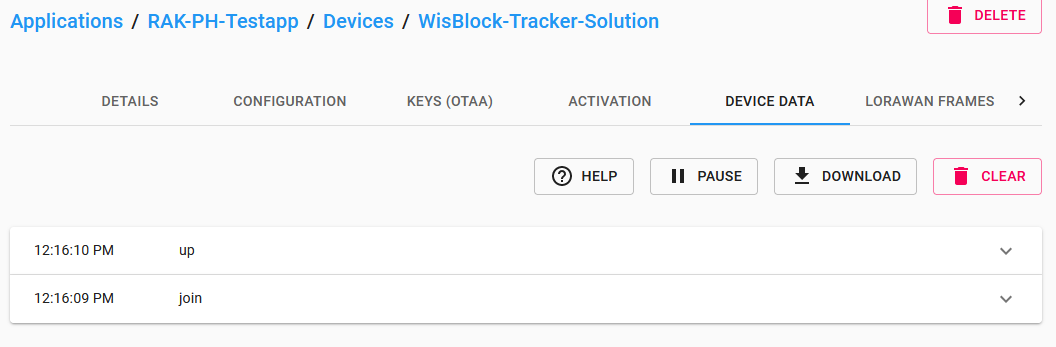 Applications / RAK-PH-Testapp / Devices / WisBlock-Tracker-Solution
DELETE
DETAILS CONFIGURATION KEYS (OTAA) ACTIVATION DEVICE DATA LORAWAN FRAMES
HELP PAUSE DOWNLOAD CLEAR
12:16:10 PM up
12:16:09 PM join